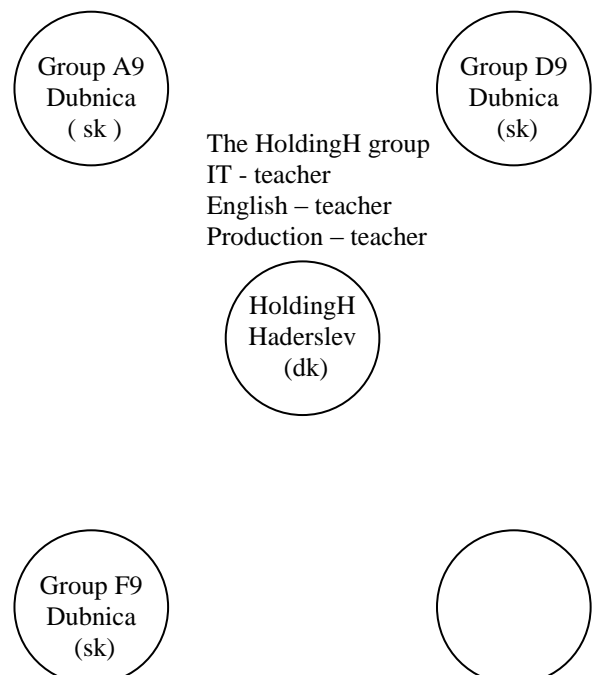 Group A9
Dubnica
( sk )
Group D9
Dubnica
(sk)
The HoldingH group
IT - teacher
English – teacher
Production – teacher
HoldingH
Haderslev
(dk)
Group F9
Dubnica
(sk)